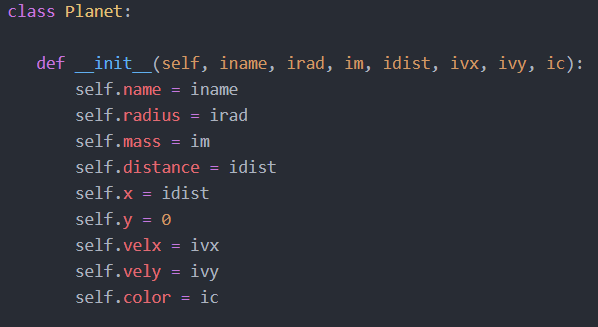 class Planet:
def __init__(self, iname, irad, im, idist, ivx, ivy, ic):
self.name = iname
self.radius = irad
self.mass = im
self.distance = idist
self.x = idist
self.y = 0
self.velx = ivx
self.vely = ivy
self.color = ic